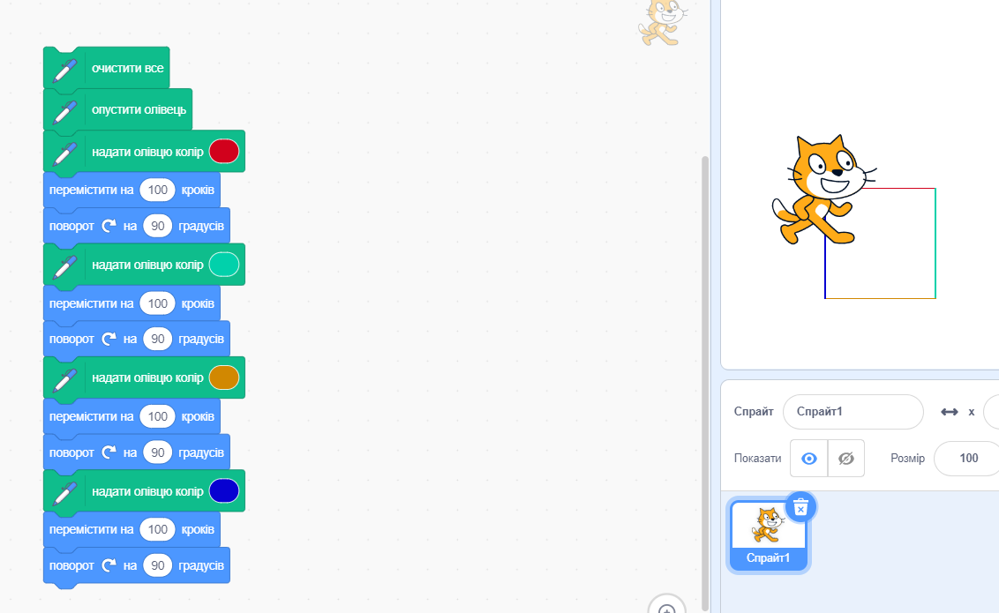 очистити все
опустити олівець
надати олівцю колір
перемістити на 100 кроків
поворот на 90 градусів
надати олівцю колір
перемістити на 100 кроків
поворот на 90 градусів
надати олівцю колір
перемістити на 100 кроків
поворот на 90 градусів
надати олівцю колір
перемістити на 100 кроків
поворот на 90 градусів
Спрайт Спрайт1 x
Показати Розмір 100
Спрайт1